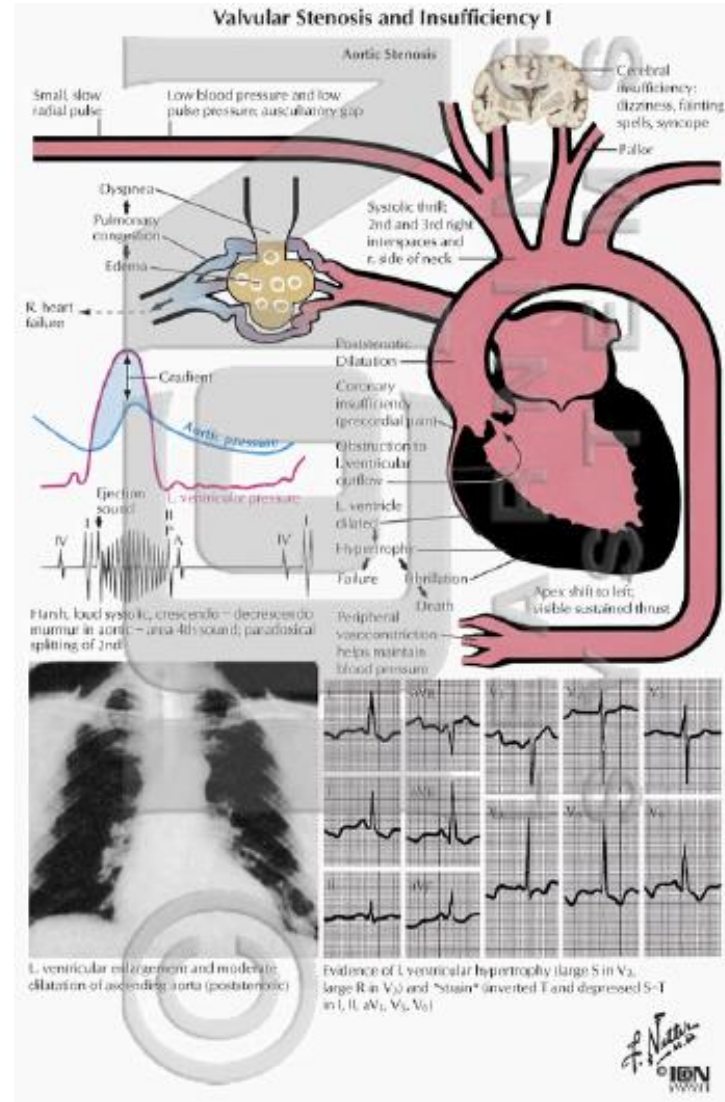 Valvular Stenosis and Insufficiency I
Aortic Stenosis
Small, slow
radial pulse
Low blood pressure and low
pulse pressure; auscultatory gap
Cerebral
insufficiency:
dizziness, fainting
spells, syncope
Pallor
Dyspnea
Pulmonary
congestion
Edema
R. heart
failure
Systolic thrill;
2nd and 3rd right
interspaces and
r. side of neck
Poststenotic
Dilatation
Coronary
insufficiency
(precordial pain)
Obstruction to
l. ventricular
outflow
L. ventricle
dilated
Hypertrophy
Failure
Fibrillation
Death
Apex shift to left;
visible sustained thrust
Peripheral
vasoconstriction
helps maintain
blood pressure
Gradient
Aortic pressure
L. ventricular pressure
Ejection
sound
IV
I
II
P
A
IV
I
Harsh, loud systolic, crescendo – decrescendo
murmur in aortic – area 4th sound; paradoxical
splitting of 2nd
L. ventricular enlargement and moderate
dilatation of ascending aorta (poststenotic)
Evidence of l. ventricular hypertrophy (large S in V₂,
large R in V₅) and "strain" (inverted T and depressed S–T
in I, II, aVL, V₅, V₆)
F. Netter M.D.
© ICON